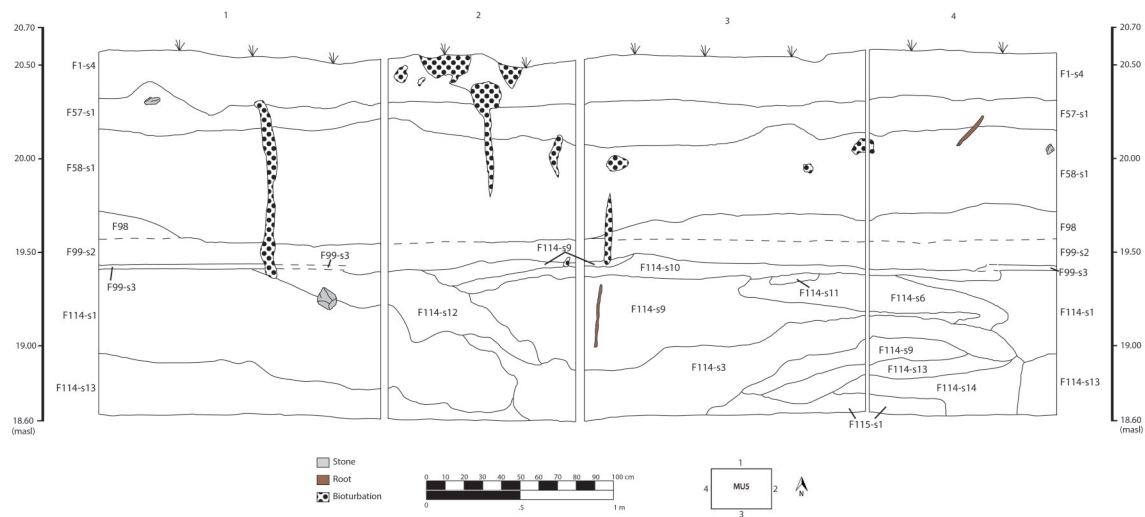 1 2 3 4
20.70 20.70
F1-s4 F1-s4
20.50 20.50
F57-s1 F57-s1
20.00 20.00
F58-s1 F58-s1
F98 F98
F114-s9
19.50 19.50
F99-s2 F99-s3 F114-s10 F99-s2
F99-s3 F99-s3
F114-s11 F114-s6
F114-s1 F114-s12 F114-s9 F114-s1
19.00 19.00
F114-s9
F114-s3 F114-s13
F114-s13 F114-s14 F114-s13
18.60 18.60
(masl) (masl)
F115-s1
Stone
Root
Bioturbation
0 10 20 30 40 50 60 70 80 90 100 cm
0 .5 1 m
1
4 MU5 2
3
N